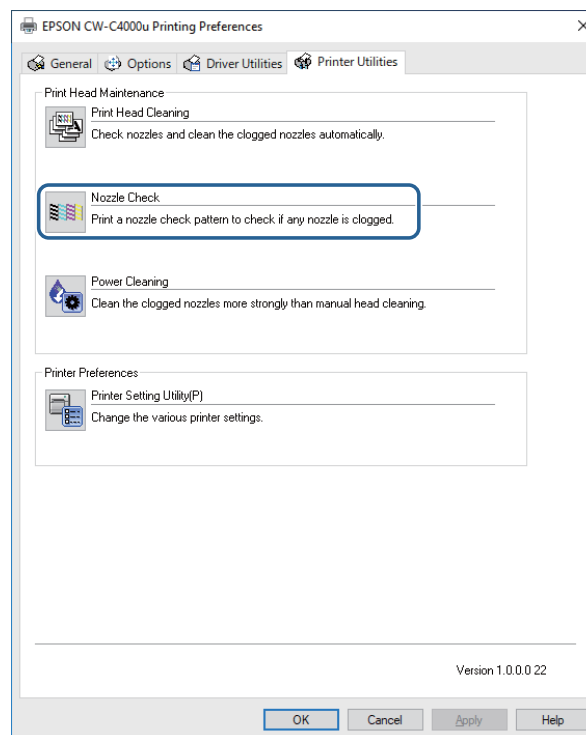 EPSON CW-C4000u Printing Preferences
General Options Driver Utilities Printer Utilities
Print Head Maintenance
Print Head Cleaning
Check nozzles and clean the clogged nozzles automatically.
Nozzle Check
Print a nozzle check pattern to check if any nozzle is clogged.
Power Cleaning
Clean the clogged nozzles more strongly than manual head cleaning.
Printer Preferences
Printer Setting Utility(P)
Change the various printer settings.
Version 1.0.0.0 22
OK Cancel Apply Help